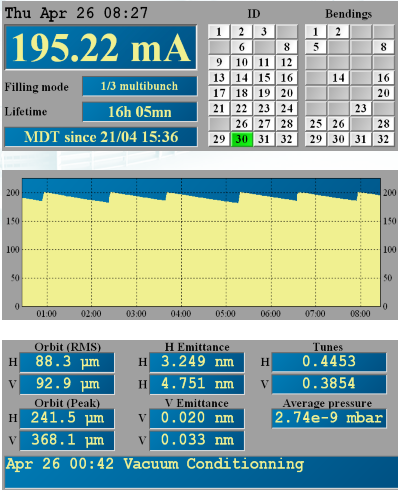 Thu Apr 26 08:27
195.22 mA
Filling mode 1/3 multibunch
Lifetime 16h 05mn
MDT since 21/04 15:36
ID
1 2 3
6 8
9 10 11 12
13 14 15 16
17 18 19 20
21 22 23 24
26 27 28
29 30 31 32
Bendings
1 2
5 8
14 16
20
23
25 26 28
29 30 31 32
200 200
150 150
100 100
50 50
0 0
01:00 02:00 03:00 04:00 05:00 06:00 07:00 08:00
Orbit (RMS) H Emittance Tunes
H 88.3 µm H 3.249 nm H 0.4453
V 92.9 µm H 4.751 nm V 0.3854
Orbit (Peak) V Emittance Average pressure
H 241.5 µm V 0.020 nm 2.74e-9 mbar
V 368.1 µm V 0.033 nm
Apr 26 00:42 Vacuum Conditionning